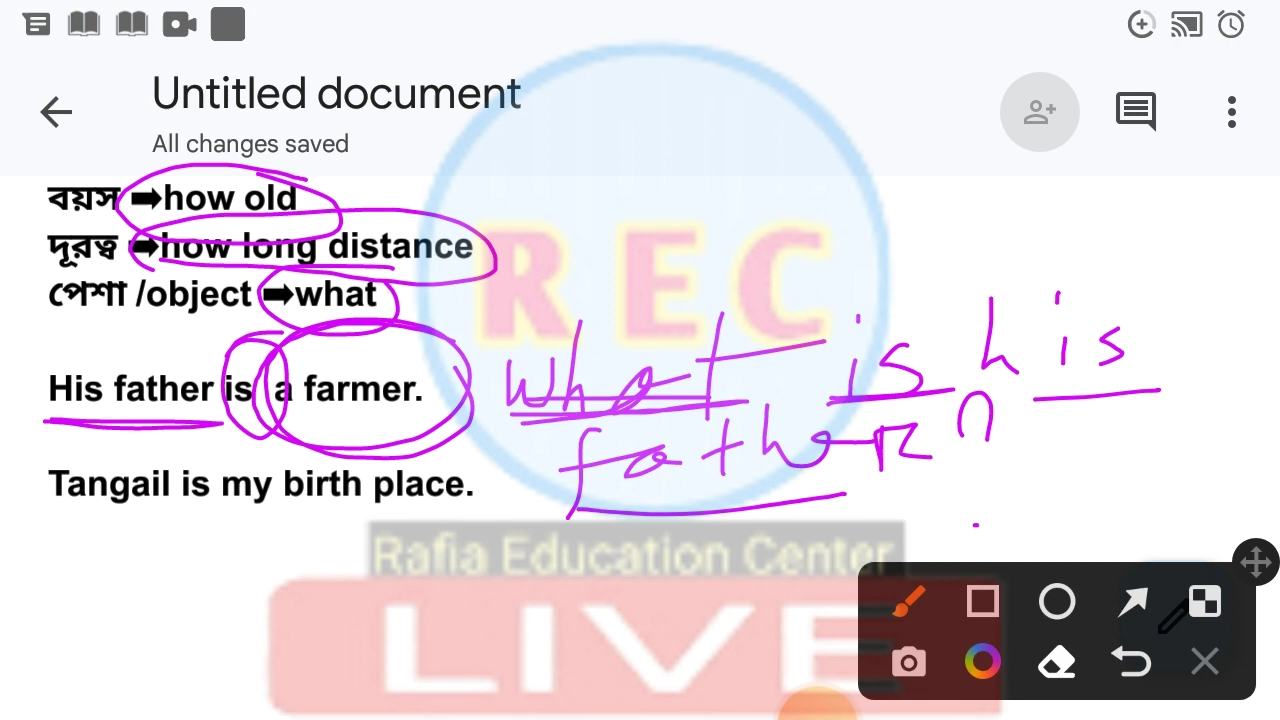 Untitled document
All changes saved
REC
বয়স ➡how old
দূরত্ব ➡how long distance
পেশা /object ➡what
His father is a farmer.
What is his
father?
Tangail is my birth place.
Rafia Education Center
LIVE